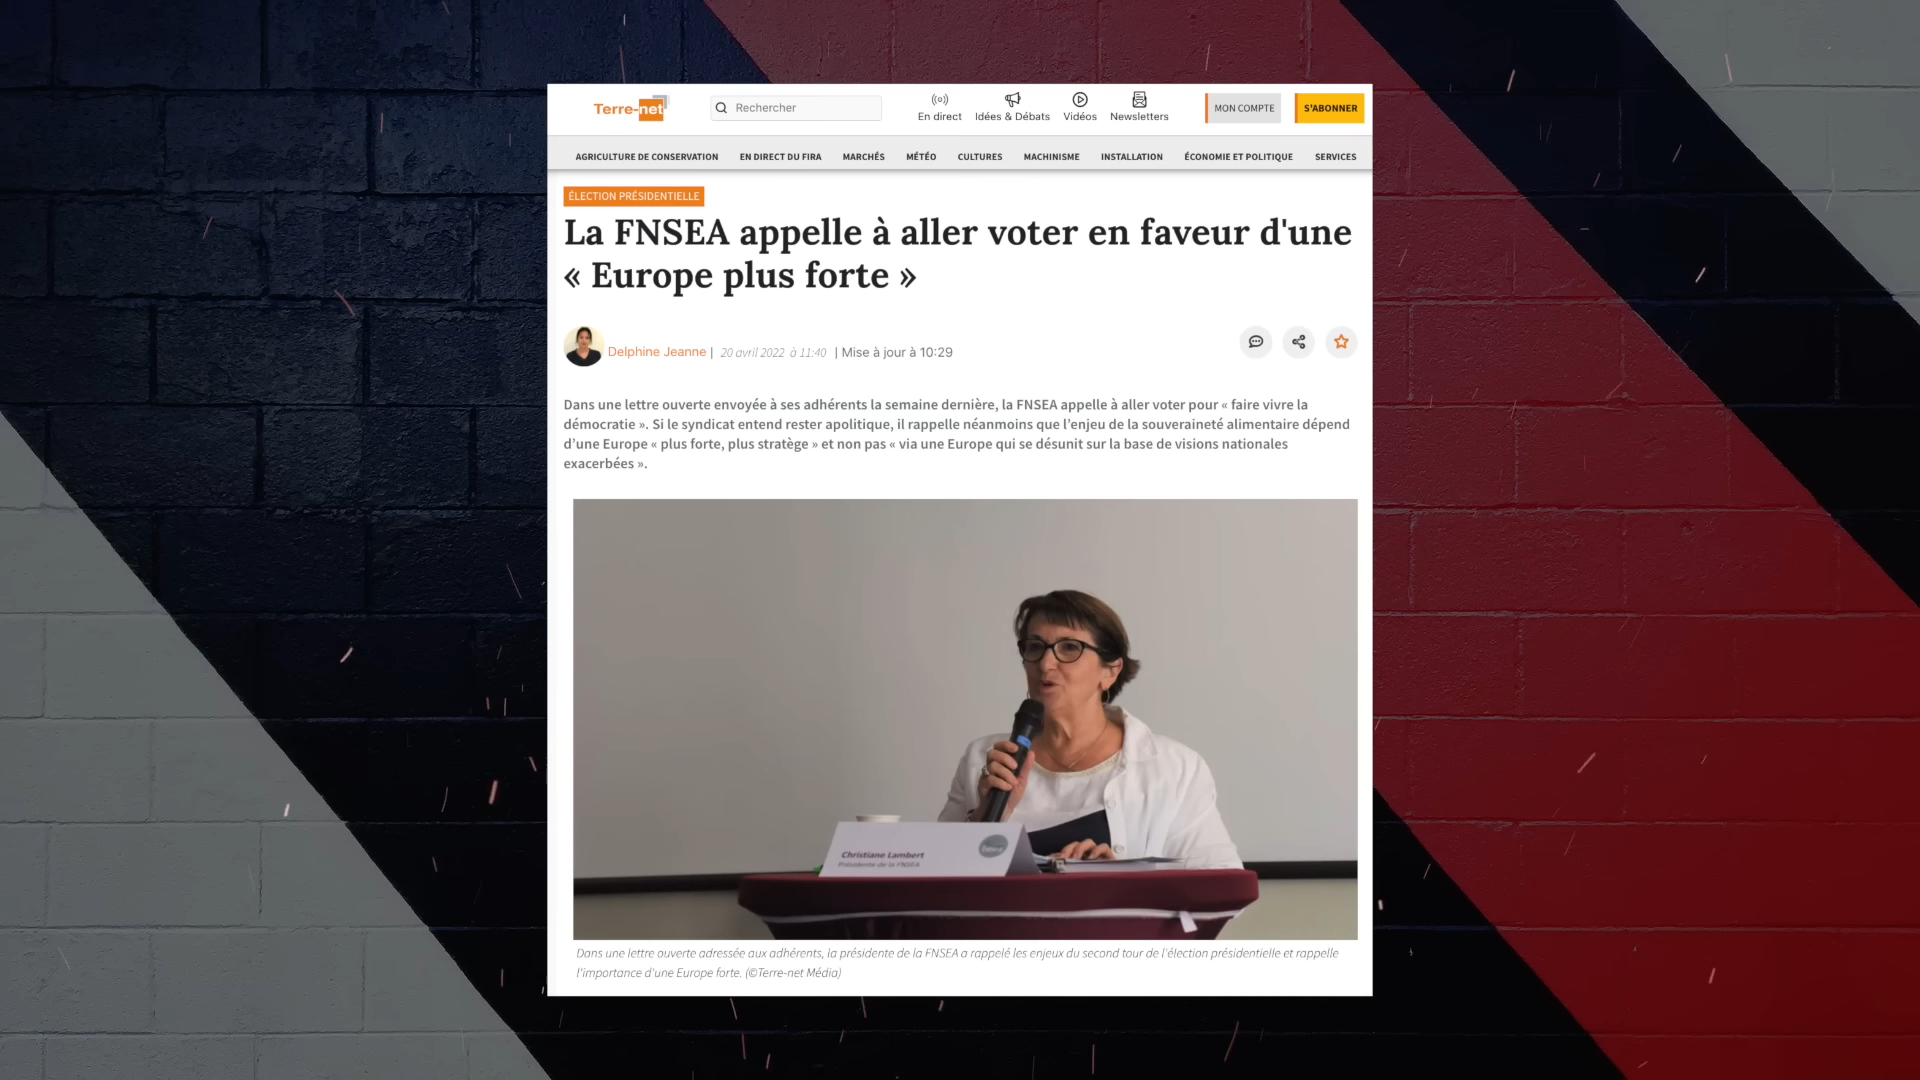 Terre-net
Rechercher
En direct
Idées & Débats
Vidéos
Newsletters
MON COMPTE
S'ABONNER
AGRICULTURE DE CONSERVATION
EN DIRECT DU FIRA
MARCHÉS
MÉTÉO
CULTURES
MACHINISME
INSTALLATION
ÉCONOMIE ET POLITIQUE
SERVICES
ÉLECTION PRÉSIDENTIELLE
La FNSEA appelle à aller voter en faveur d'une
« Europe plus forte »
Delphine Jeanne | 20 avril 2022 à 11:40 | Mise à jour à 10:29
Dans une lettre ouverte envoyée à ses adhérents la semaine dernière, la FNSEA appelle à aller voter pour « faire vivre la
démocratie ». Si le syndicat entend rester apolitique, il rappelle néanmoins que l'enjeu de la souveraineté alimentaire dépend
d'une Europe « plus forte, plus stratège » et non pas « via une Europe qui se désunit sur la base de visions nationales
exacerbées ».
Christiane Lambert
Présidente de la FNSEA
Dans une lettre ouverte adressée aux adhérents, la présidente de la FNSEA a rappelé les enjeux du second tour de l'élection présidentielle et rappelle
l'importance d'une Europe forte. (©Terre-net Média)